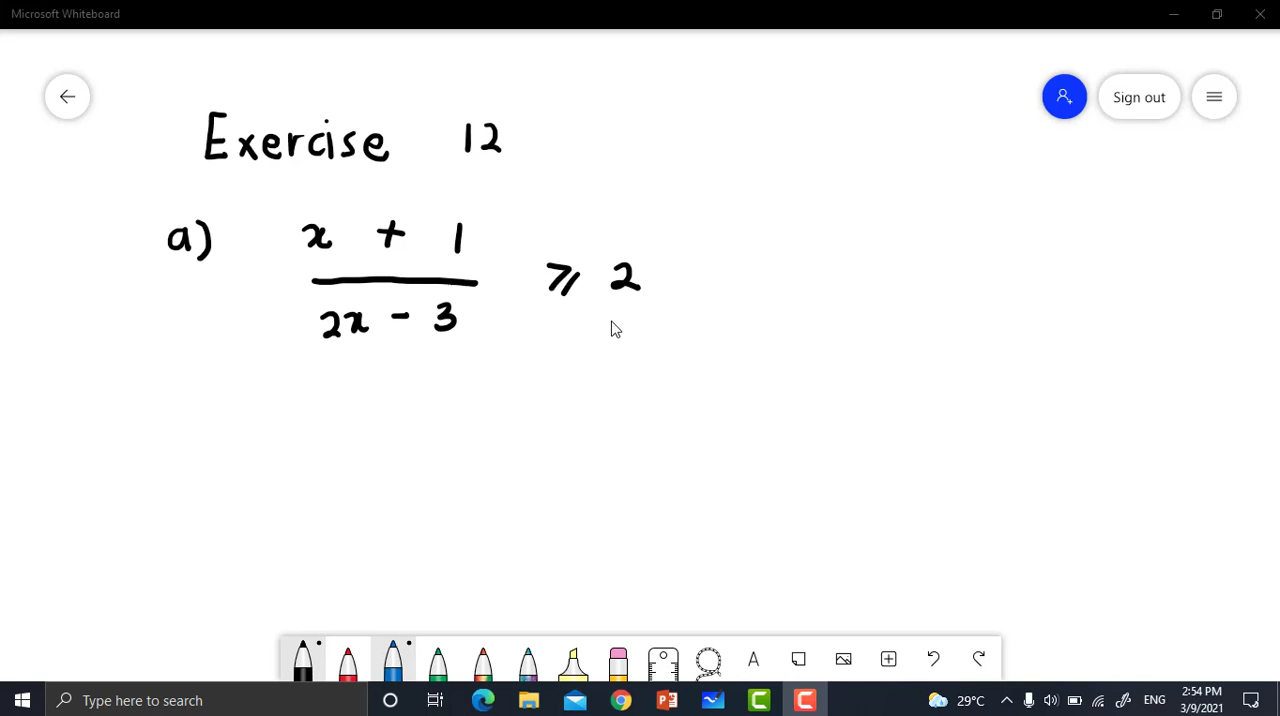 Microsoft Whiteboard
Sign out
Exercise 12
a) x + 1
≥ 2
2x - 3
A
Type here to search
29°C
ENG
2:54 PM
3/9/2021